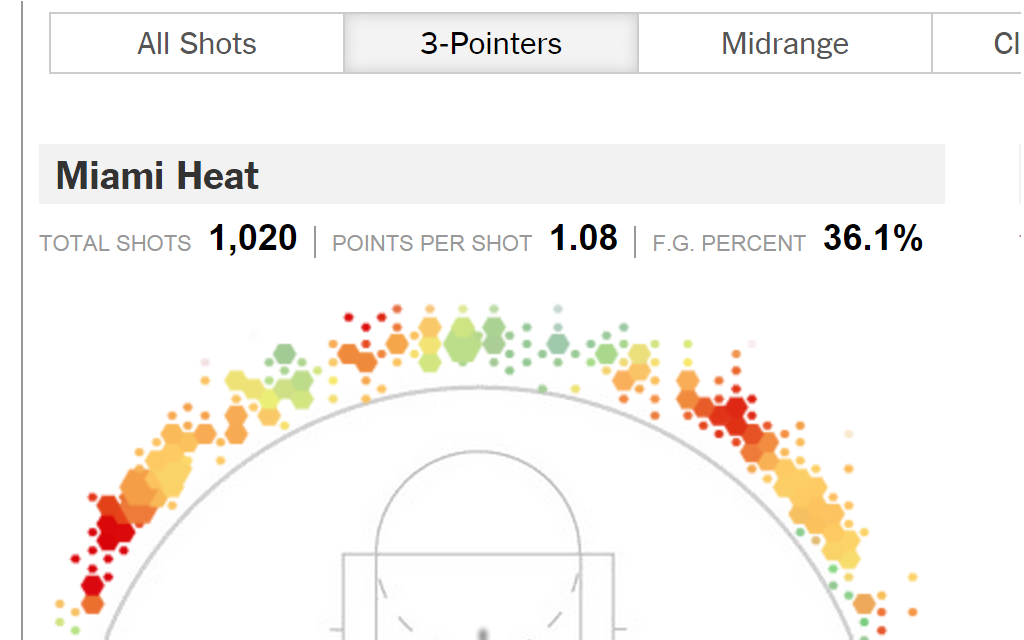 All Shots 3-Pointers Midrange Cl
Miami Heat
TOTAL SHOTS 1,020 | POINTS PER SHOT 1.08 | F.G. PERCENT 36.1%